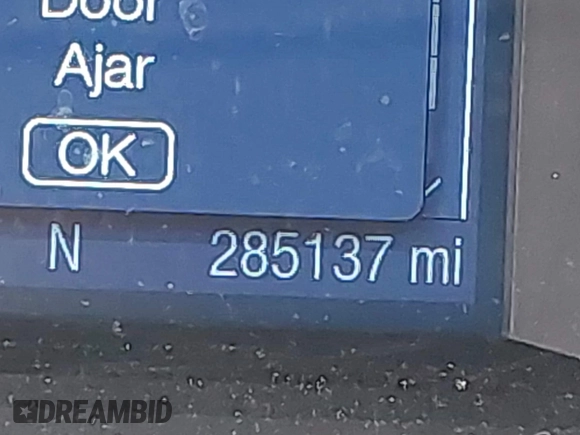 Door
Ajar
OK
N 285137 mi
DREAMBID